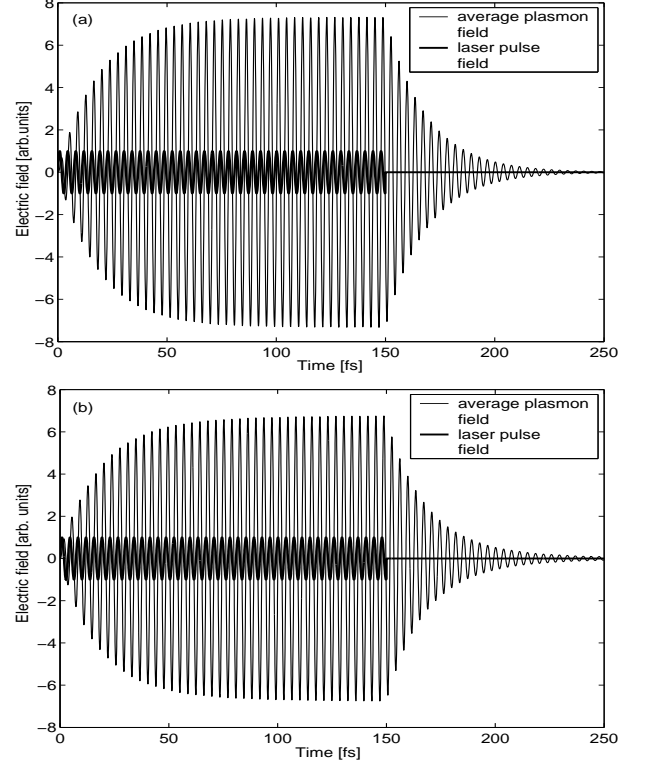 8
6
4
2
0
−2
−4
−6
−8
Electric field [arb.units]
(a)
average plasmon
field
laser pulse
field
0 50 100 150 200 250
Time [fs]
8
6
4
2
0
−2
−4
−6
−8
Electric field [arb. units]
(b)
average plasmon
field
laser pulse
field
0 50 100 150 200 250
Time [fs]